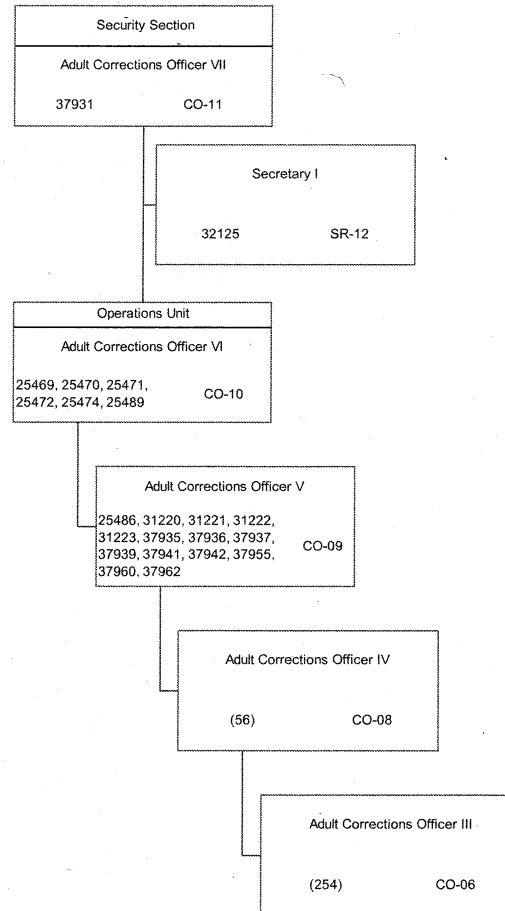 Security Section
Adult Corrections Officer VII
37931 CO-11
Secretary I
32125 SR-12
Operations Unit
Adult Corrections Officer VI
25469, 25470, 25471,
25472, 25474, 25489
CO-10
Adult Corrections Officer V
25486, 31220, 31221, 31222,
31223, 37935, 37936, 37937,
37939, 37941, 37942, 37955,
37960, 37962
CO-09
Adult Corrections Officer IV
(56) CO-08
Adult Corrections Officer III
(254) CO-06